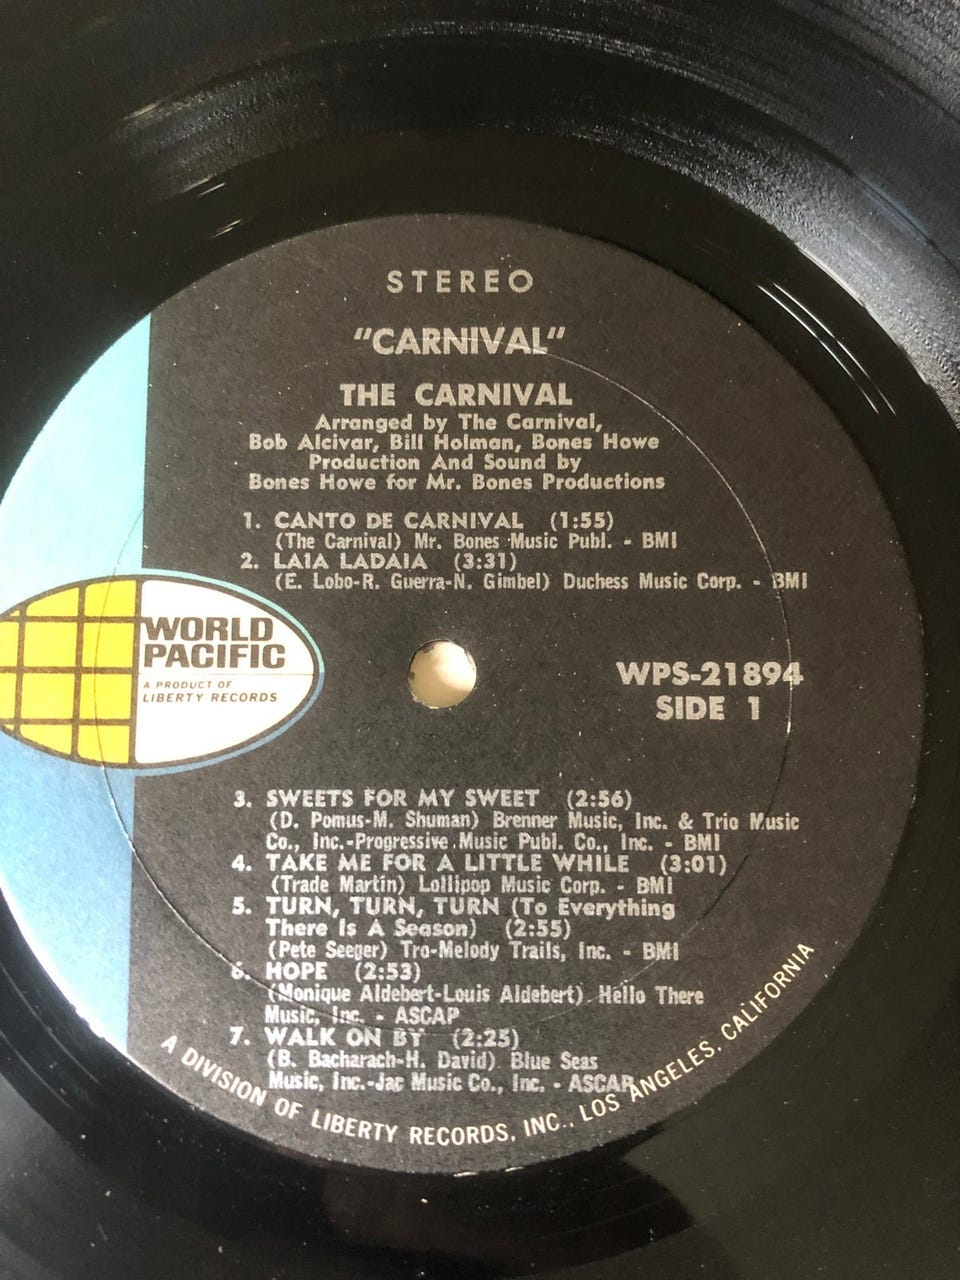 STEREO
"CARNIVAL"
THE CARNIVAL
Arranged by The Carnival,
Bob Alcivar, Bill Holman, Bones Howe
Production And Sound by
Bones Howe for Mr. Bones Productions
1. CANTO DE CARNIVAL (1:55)
(The Carnival) Mr. Bones Music Publ. - BMI
2. LAIA LADAIA (3:31)
(E. Lobo-R. Guerra-N. Gimbel) Duchess Music Corp. - BMI
WORLD
PACIFIC
A PRODUCT OF
LIBERTY RECORDS
WPS-21894
SIDE 1
3. SWEETS FOR MY SWEET (2:56)
(D. Pomus-M. Shuman) Brenner Music, Inc. & Trio Music
Co., Inc.-Progressive Music Publ. Co., Inc. - BMI
4. TAKE ME FOR A LITTLE WHILE (3:01)
(Trade Martin) Lollipop Music Corp. - BMI
5. TURN, TURN, TURN (To Everything
There Is A Season) (2:55)
(Pete Seeger) Tro-Melody Trails, Inc. - BMI
6. HOPE (2:53)
(Monique Aldebert-Louis Aldebert) Hello There
Music, Inc. - ASCAP
7. WALK ON BY (2:25)
(B. Bacharach-H. David) Blue Seas
Music, Inc.-Jac Music Co., Inc. - ASCAP
A DIVISION OF LIBERTY RECORDS, INC., LOS ANGELES, CALIFORNIA